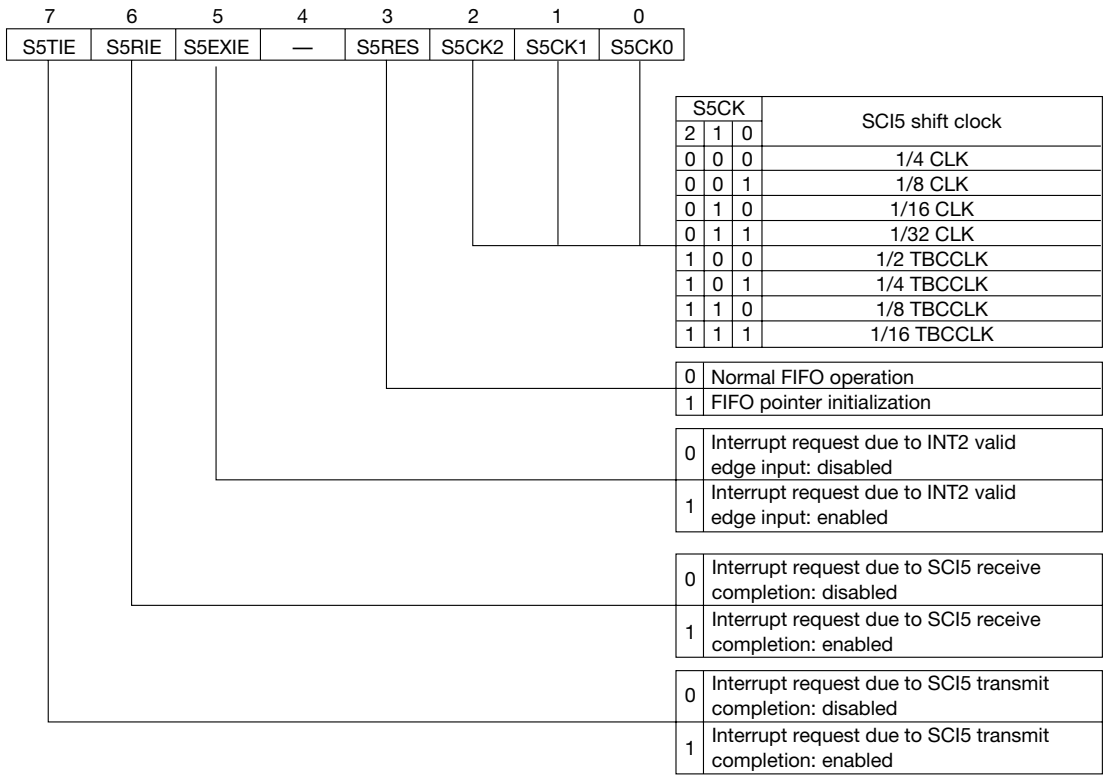 7 6 5 4 3 2 1 0
S5TIE S5RIE S5EXIE — S5RES S5CK2 S5CK1 S5CK0
S5CK SCI5 shift clock
2 1 0
0 0 0 1/4 CLK
0 0 1 1/8 CLK
0 1 0 1/16 CLK
0 1 1 1/32 CLK
1 0 0 1/2 TBCCLK
1 0 1 1/4 TBCCLK
1 1 0 1/8 TBCCLK
1 1 1 1/16 TBCCLK
0 Normal FIFO operation
1 FIFO pointer initialization
0 Interrupt request due to INT2 valid
edge input: disabled
1 Interrupt request due to INT2 valid
edge input: enabled
0 Interrupt request due to SCI5 receive
completion: disabled
1 Interrupt request due to SCI5 receive
completion: enabled
0 Interrupt request due to SCI5 transmit
completion: disabled
1 Interrupt request due to SCI5 transmit
completion: enabled